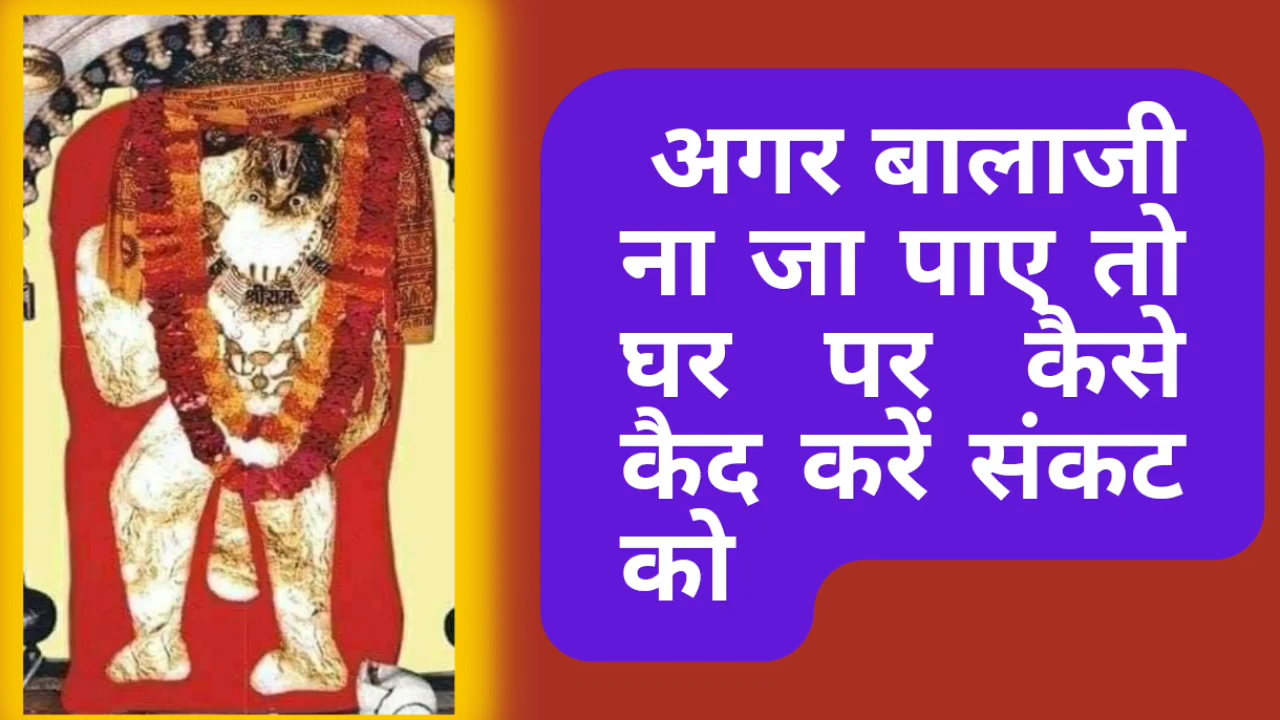 अगर बालाजी
ना जा पाए तो
घर पर कैसे
कैद करें संकट
को
श्रीराम